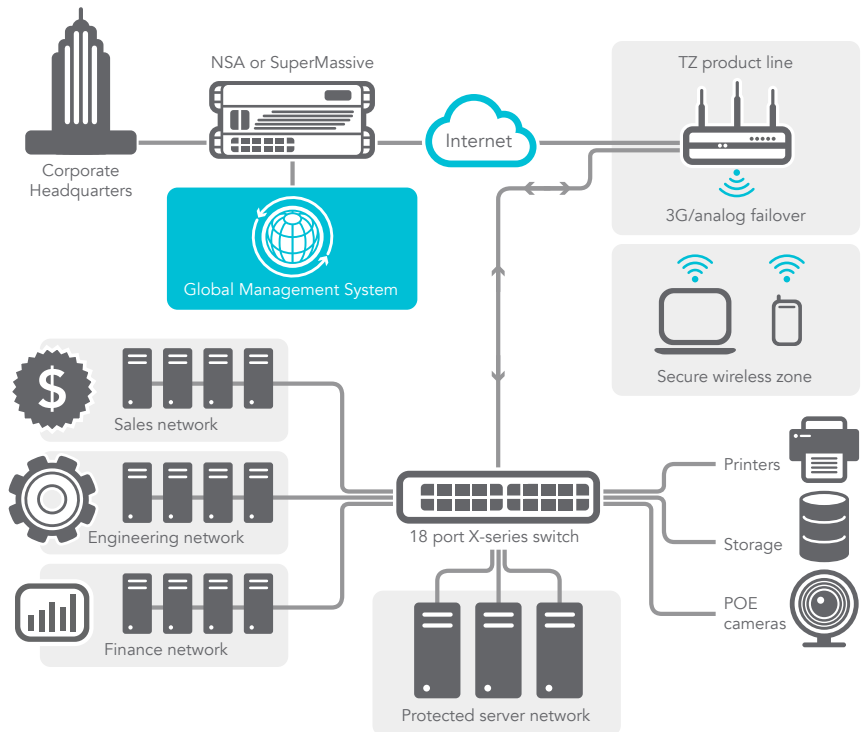 NSA or SuperMassive
TZ product line
Internet
Corporate
Headquarters
3G/analog failover
Global Management System
Secure wireless zone
$
Sales network
Printers
Engineering network
18 port X-series switch
Storage
POE
cameras
Finance network
Protected server network